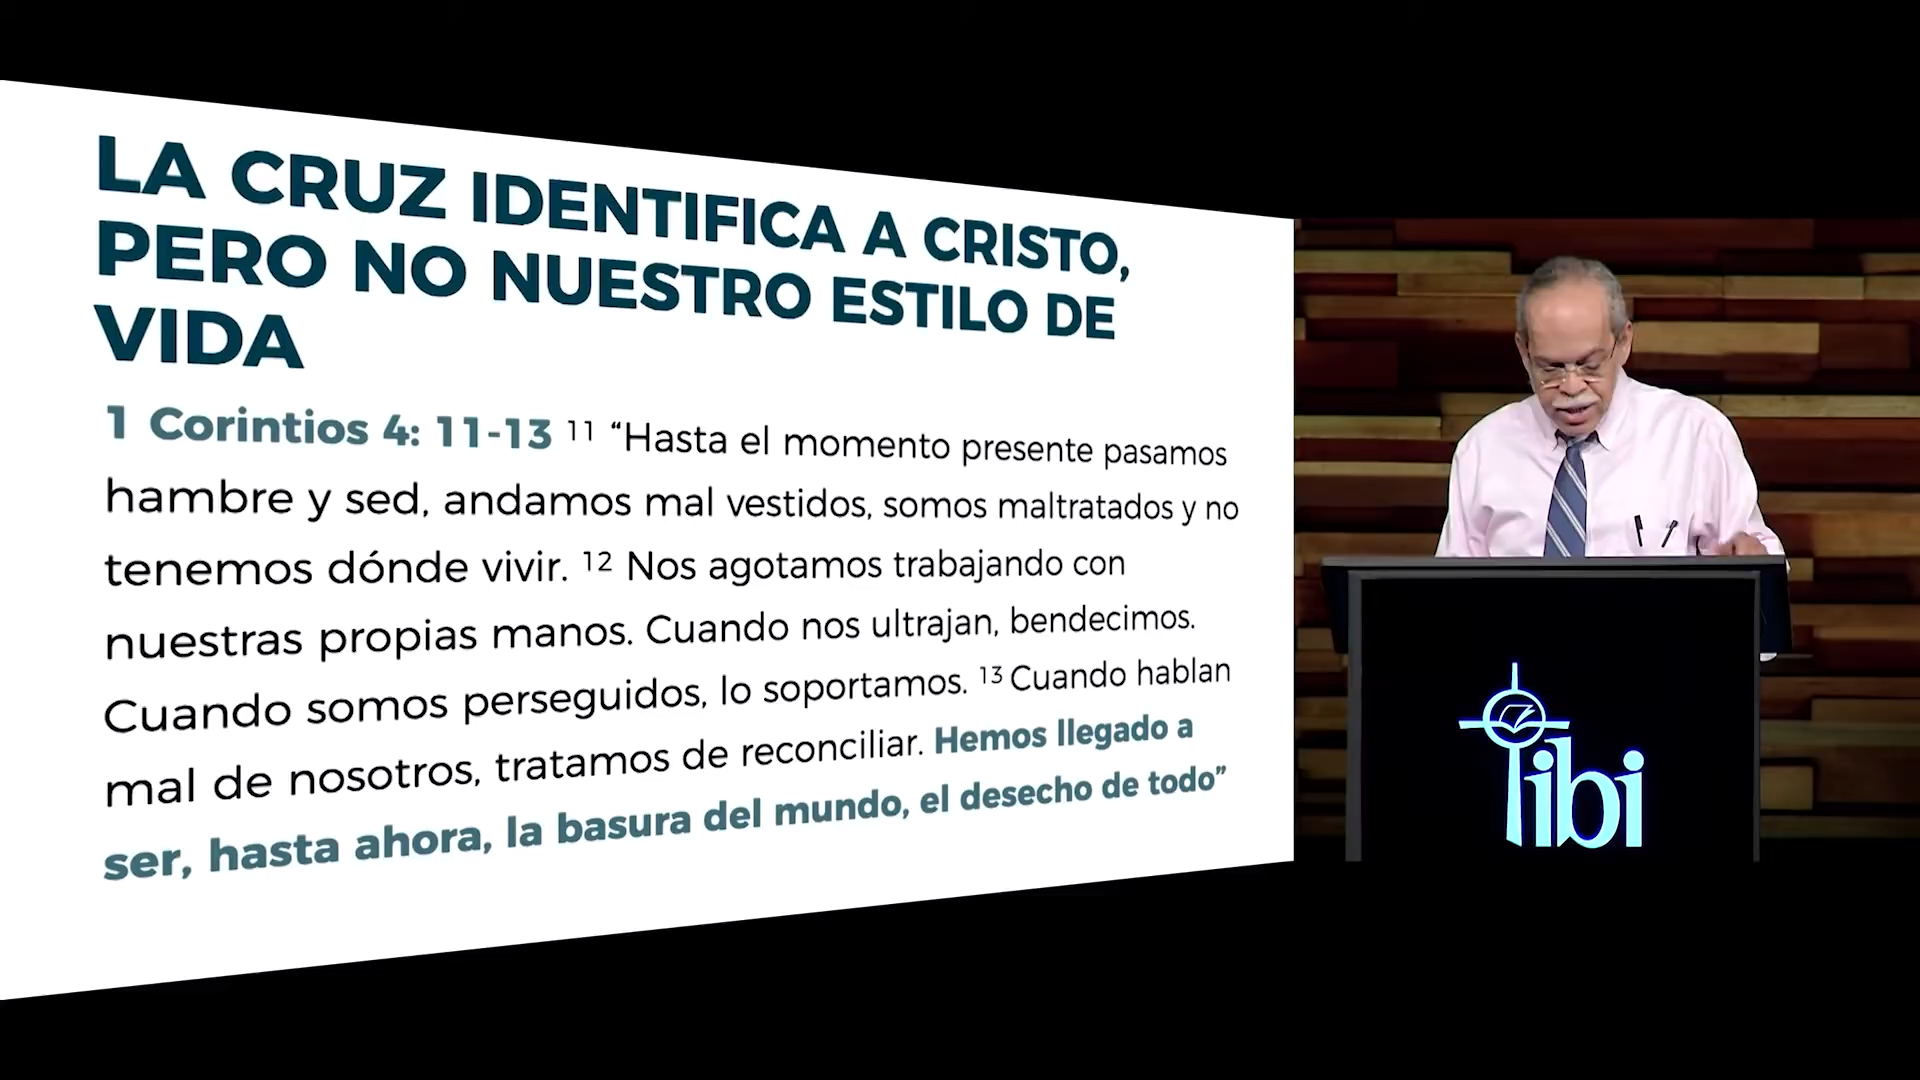 LA CRUZ IDENTIFICA A CRISTO,
PERO NO NUESTRO ESTILO DE
VIDA
1 Corintios 4: 11-13 11 “Hasta el momento presente pasamos
hambre y sed, andamos mal vestidos, somos maltratados y no
tenemos dónde vivir. 12 Nos agotamos trabajando con
nuestras propias manos. Cuando nos ultrajan, bendecimos.
Cuando somos perseguidos, lo soportamos. 13 Cuando hablan
mal de nosotros, tratamos de reconciliar. Hemos llegado a
ser, hasta ahora, la basura del mundo, el desecho de todo”
ibi